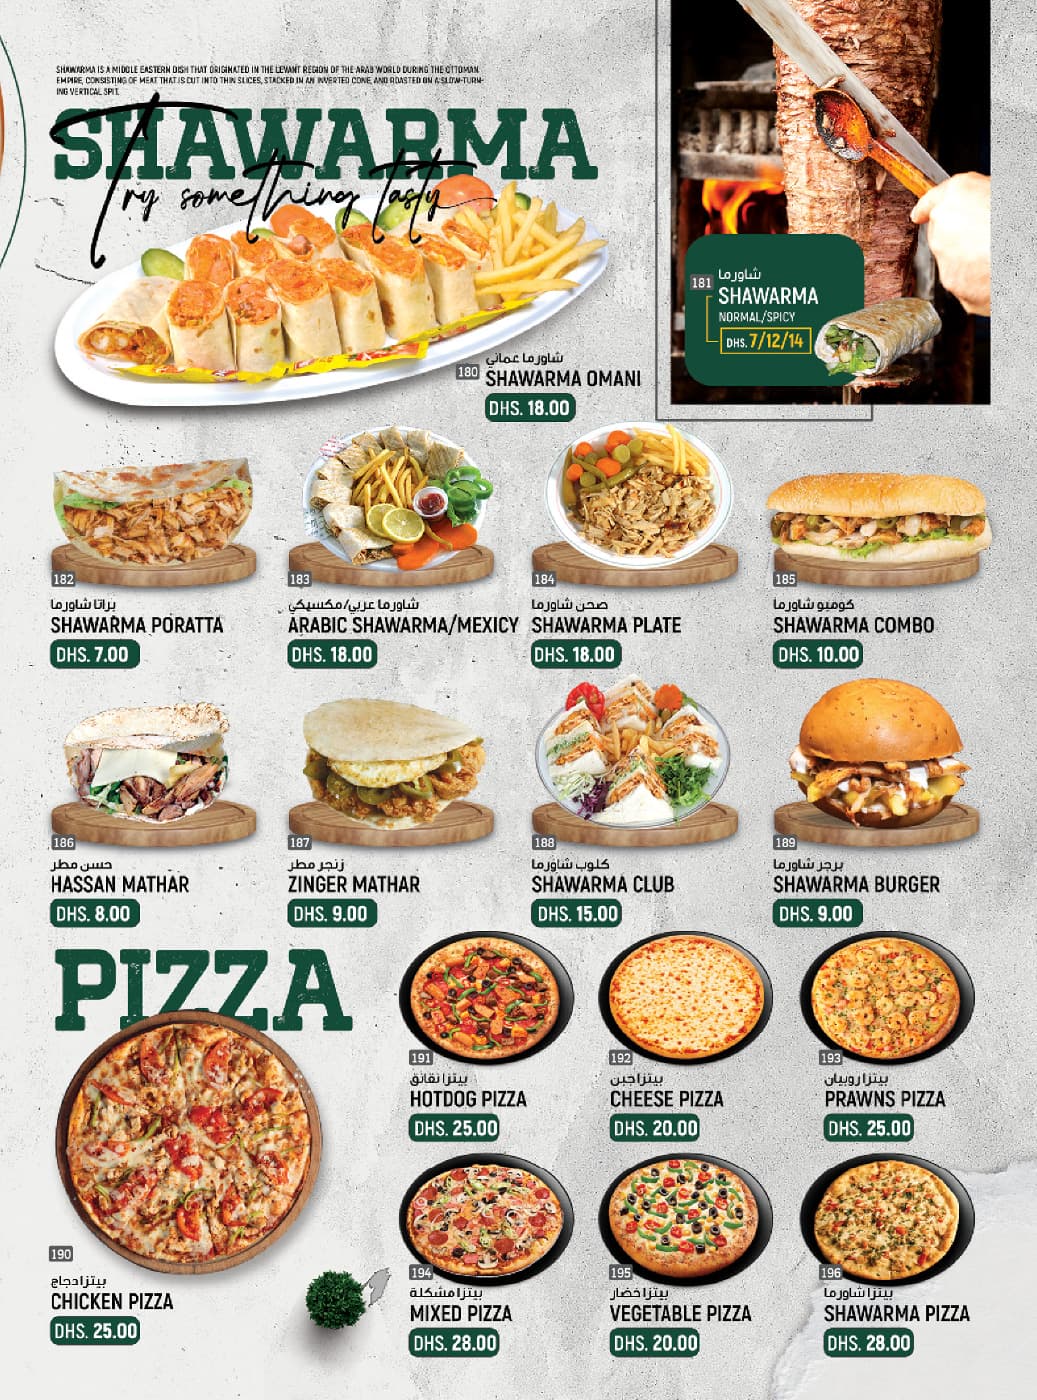 SHAWARMA IS A MIDDLE EASTERN DISH THAT ORIGINATED IN THE LEVANT REGION OF THE ARAB WORLD DURING THE OTTOMAN
EMPIRE, CONSISTING OF MEAT THAT IS CUT INTO THIN SLICES, STACKED IN AN INVERTED CONE, AND ROASTED ON A SLOW-TURN-
ING VERTICAL SPIT.
SHAWARMA
Try something tasty
180
شاورما عماني
SHAWARMA OMANI
DHS. 18.00
181
شاورما
SHAWARMA
NORMAL/SPICY
DHS. 7/12/14
182
براتا شاورما
SHAWARMA PORATTA
DHS. 7.00
183
شاورما عربي/مكسيكي
ARABIC SHAWARMA/MEXICY
DHS. 18.00
184
صحن شاورما
SHAWARMA PLATE
DHS. 18.00
185
كومبو شاورما
SHAWARMA COMBO
DHS. 10.00
186
حسن مطر
HASSAN MATHAR
DHS. 8.00
187
زنجر مطر
ZINGER MATHAR
DHS. 9.00
188
كلوب شاورما
SHAWARMA CLUB
DHS. 15.00
189
برجر شاورما
SHAWARMA BURGER
DHS. 9.00
PIZZA
190
بيتزا دجاج
CHICKEN PIZZA
DHS. 25.00
191
بيتزا نقانق
HOTDOG PIZZA
DHS. 25.00
192
بيتزا جبن
CHEESE PIZZA
DHS. 20.00
193
بيتزا روبيان
PRAWNS PIZZA
DHS. 25.00
194
بيتزا مشكلة
MIXED PIZZA
DHS. 28.00
195
بيتزا خضار
VEGETABLE PIZZA
DHS. 20.00
196
بيتزا شاورما
SHAWARMA PIZZA
DHS. 28.00